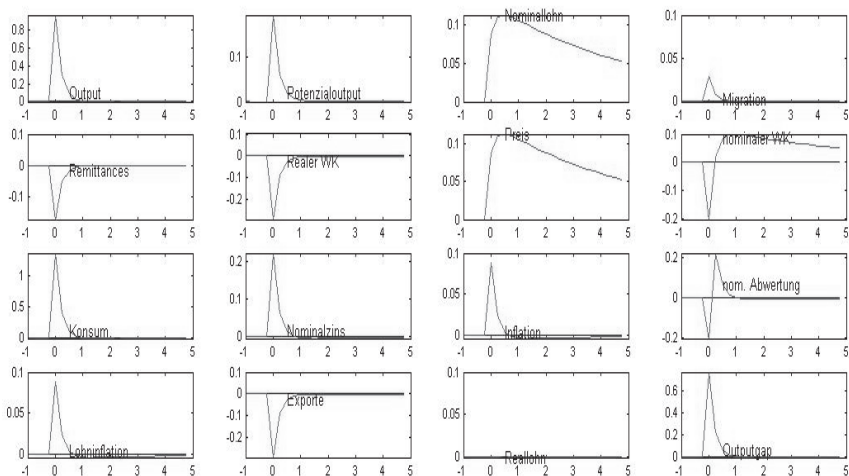 0.8
0.6
0.4
0.2
0
Output
-1 0 1 2 3 4 5
0.1
0
Potenzialoutput
-1 0 1 2 3 4 5
0.1
Nominallohn
0.05
0
-1 0 1 2 3 4 5
0.1
0.05
0
Migration
-1 0 1 2 3 4 5
0.1
0
Remittances
-0.1
-1 0 1 2 3 4 5
0.1
0
Realer WK
-0.1
-0.2
-1 0 1 2 3 4 5
0.1
Preis
0.05
0
-1 0 1 2 3 4 5
0.1
nominaler WK
0
-0.1
-0.2
-1 0 1 2 3 4 5
1
0.5
0
Konsum
-1 0 1 2 3 4 5
0.2
0.1
0
Nominalzins
-1 0 1 2 3 4 5
0.1
0.05
0
Inflation
-1 0 1 2 3 4 5
0.2
nom. Abwertung
0
-0.2
-1 0 1 2 3 4 5
0.1
0.05
0
Lohninflation
-1 0 1 2 3 4 5
0.1
0
Exporte
-0.1
-0.2
-1 0 1 2 3 4 5
0.1
0.05
0
Reallohn
-1 0 1 2 3 4 5
0.6
0.4
0.2
0
Outputgap
-1 0 1 2 3 4 5